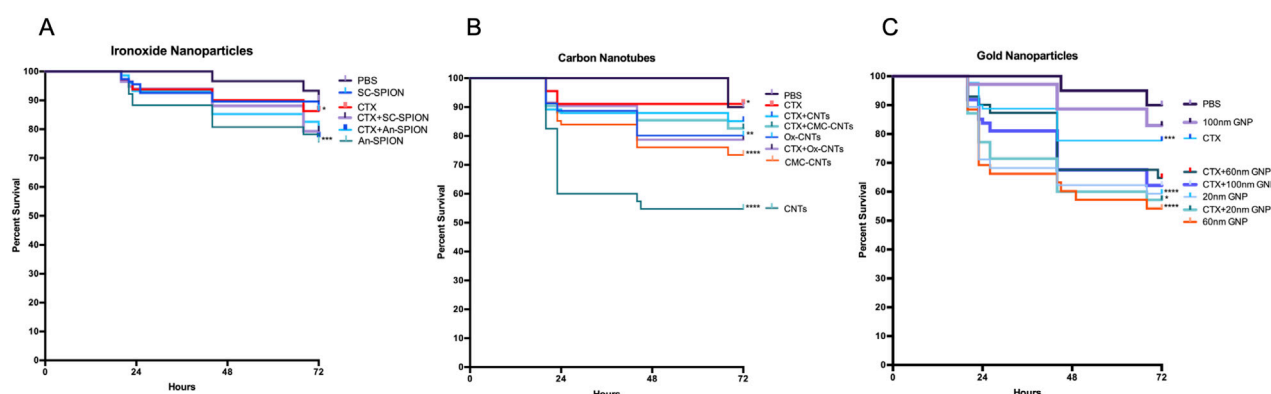 A
Ironoxide Nanoparticles
Percent Survival
100
90
80
70
60
50
40
30
20
10
0
0 24 48 72
Hours
PBS
SC-SPION
*
CTX
CTX+SC-SPION
CTX+An-SPION
***
An-SPION
B
Carbon Nanotubes
Percent Survival
100
90
80
70
60
50
40
30
20
10
0
0 24 48 72
Hours
*
PBS
CTX
CTX+CNTs
CTX+CMC-CNTs
**
Ox-CNTs
CTX+Ox-CNTs
****
CMC-CNTs
**** CNTs
C
Gold Nanoparticles
Percent Survival
100
90
80
70
60
50
40
30
20
10
0
0 24 48 72
Hours
PBS
100nm GNP
***
CTX
CTX+60nm GNP
CTX+100nm GNI
****
20nm GNP
*
CTX+20nm GNP
****
60nm GNP